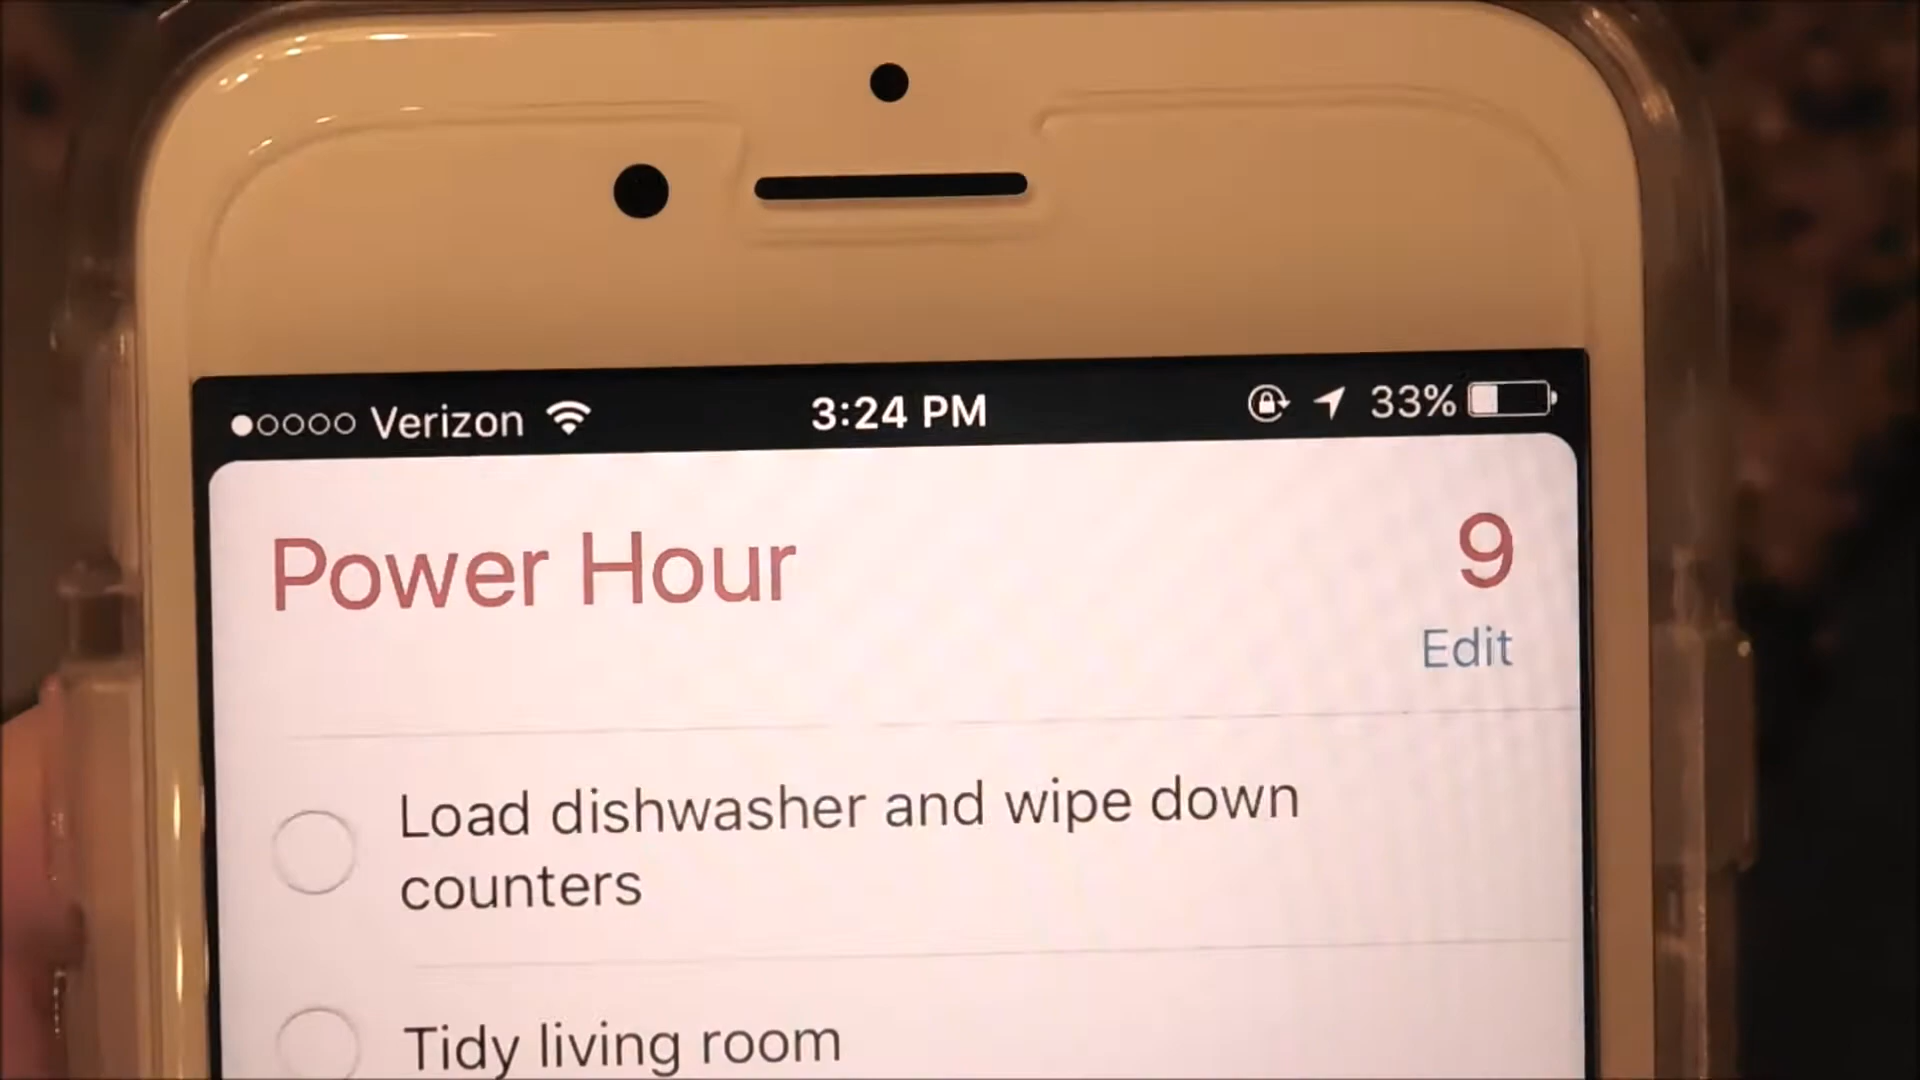 Verizon 3:24 PM 33%
Power Hour 9
Edit
Load dishwasher and wipe down
counters
Tidy living room